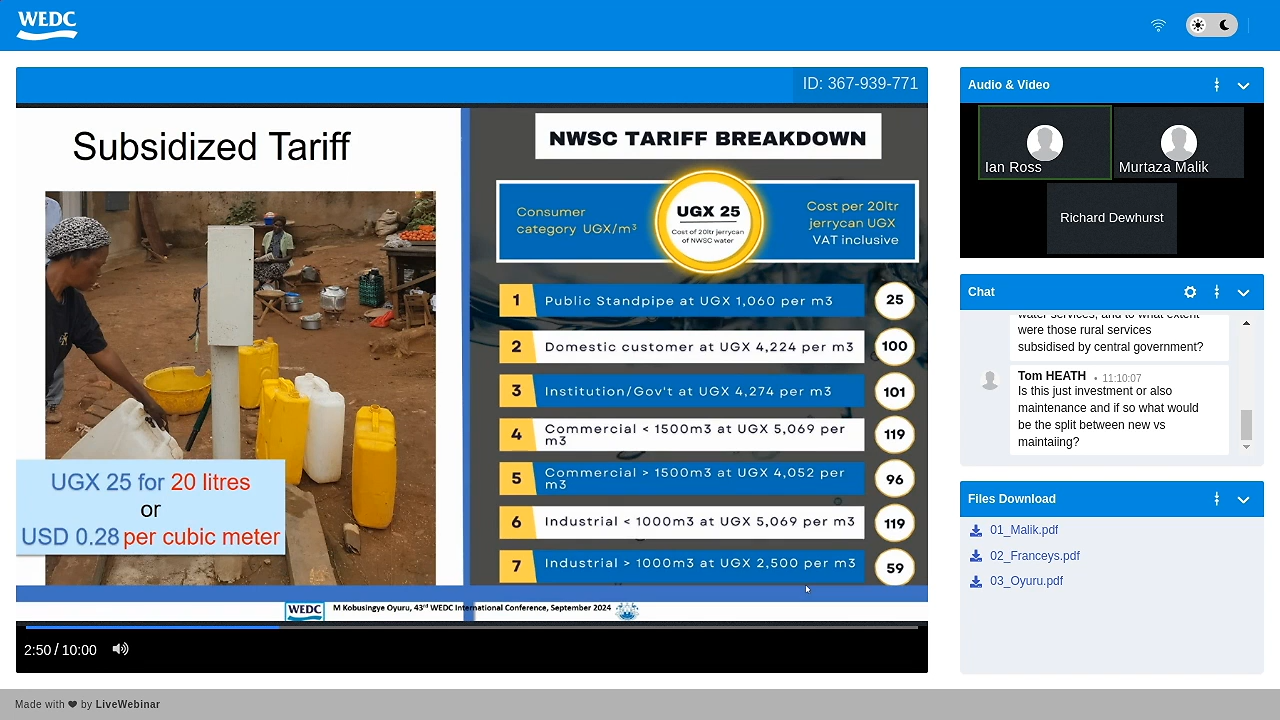 WEDC
ID: 367-939-771
Subsidized Tariff
UGX 25 for 20 litres
or
USD 0.28 per cubic meter
NWSC TARIFF BREAKDOWN
Consumer
category UGX/m³
UGX 25
Cost of 20ltr jerrycan
of NWSC water
Cost per 20ltr
jerrycan UGX
VAT inclusive
1 Public Standpipe at UGX 1,060 per m3 25
2 Domestic customer at UGX 4,224 per m3 100
3 Institution/Gov't at UGX 4,274 per m3 101
4 Commercial < 1500m3 at UGX 5,069 per
m3 119
5 Commercial > 1500m3 at UGX 4,052 per
m3 96
6 Industrial < 1000m3 at UGX 5,069 per m3 119
7 Industrial > 1000m3 at UGX 2,500 per m3 59
WEDC M Kobusingye Oyuru, 43rd WEDC International Conference, September 2024
2:50 / 10:00
Audio & Video
Ian Ross
Murtaza Malik
Richard Dewhurst
Chat
water services, and to what extent
were those rural services
subsidised by central government?
Tom HEATH • 11:10:07
Is this just investment or also
maintenance and if so what would
be the split between new vs
maintaiing?
Files Download
01_Malik.pdf
02_Franceys.pdf
03_Oyuru.pdf
Made with ❤ by LiveWebinar